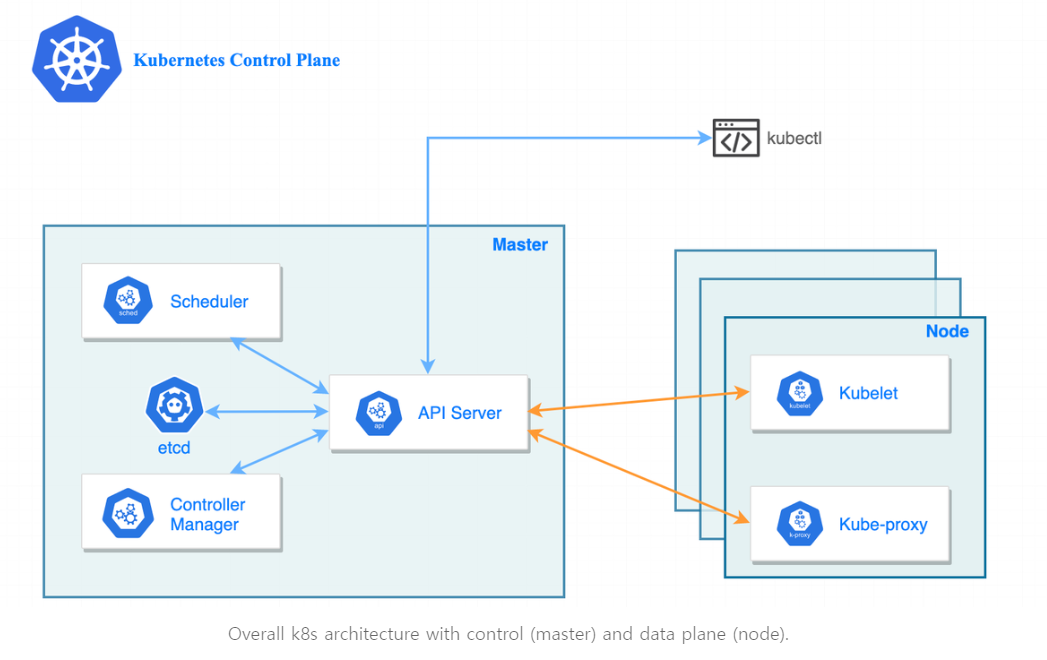 Kubernetes Control Plane
kubectl
Master
sched
Scheduler
etcd
api
API Server
Controller
Manager
Node
kubelet
Kubelet
k-proxy
Kube-proxy
Overall k8s architecture with control (master) and data plane (node).